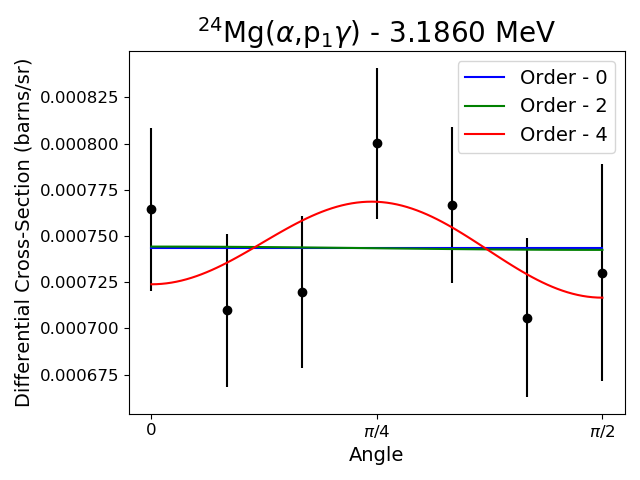 ²⁴Mg(α,p₁γ) - 3.1860 MeV
Differential Cross-Section (barns/sr)
0.000825
0.000800
0.000775
0.000750
0.000725
0.000700
0.000675
Order - 0
Order - 2
Order - 4
0
π/4
π/2
Angle